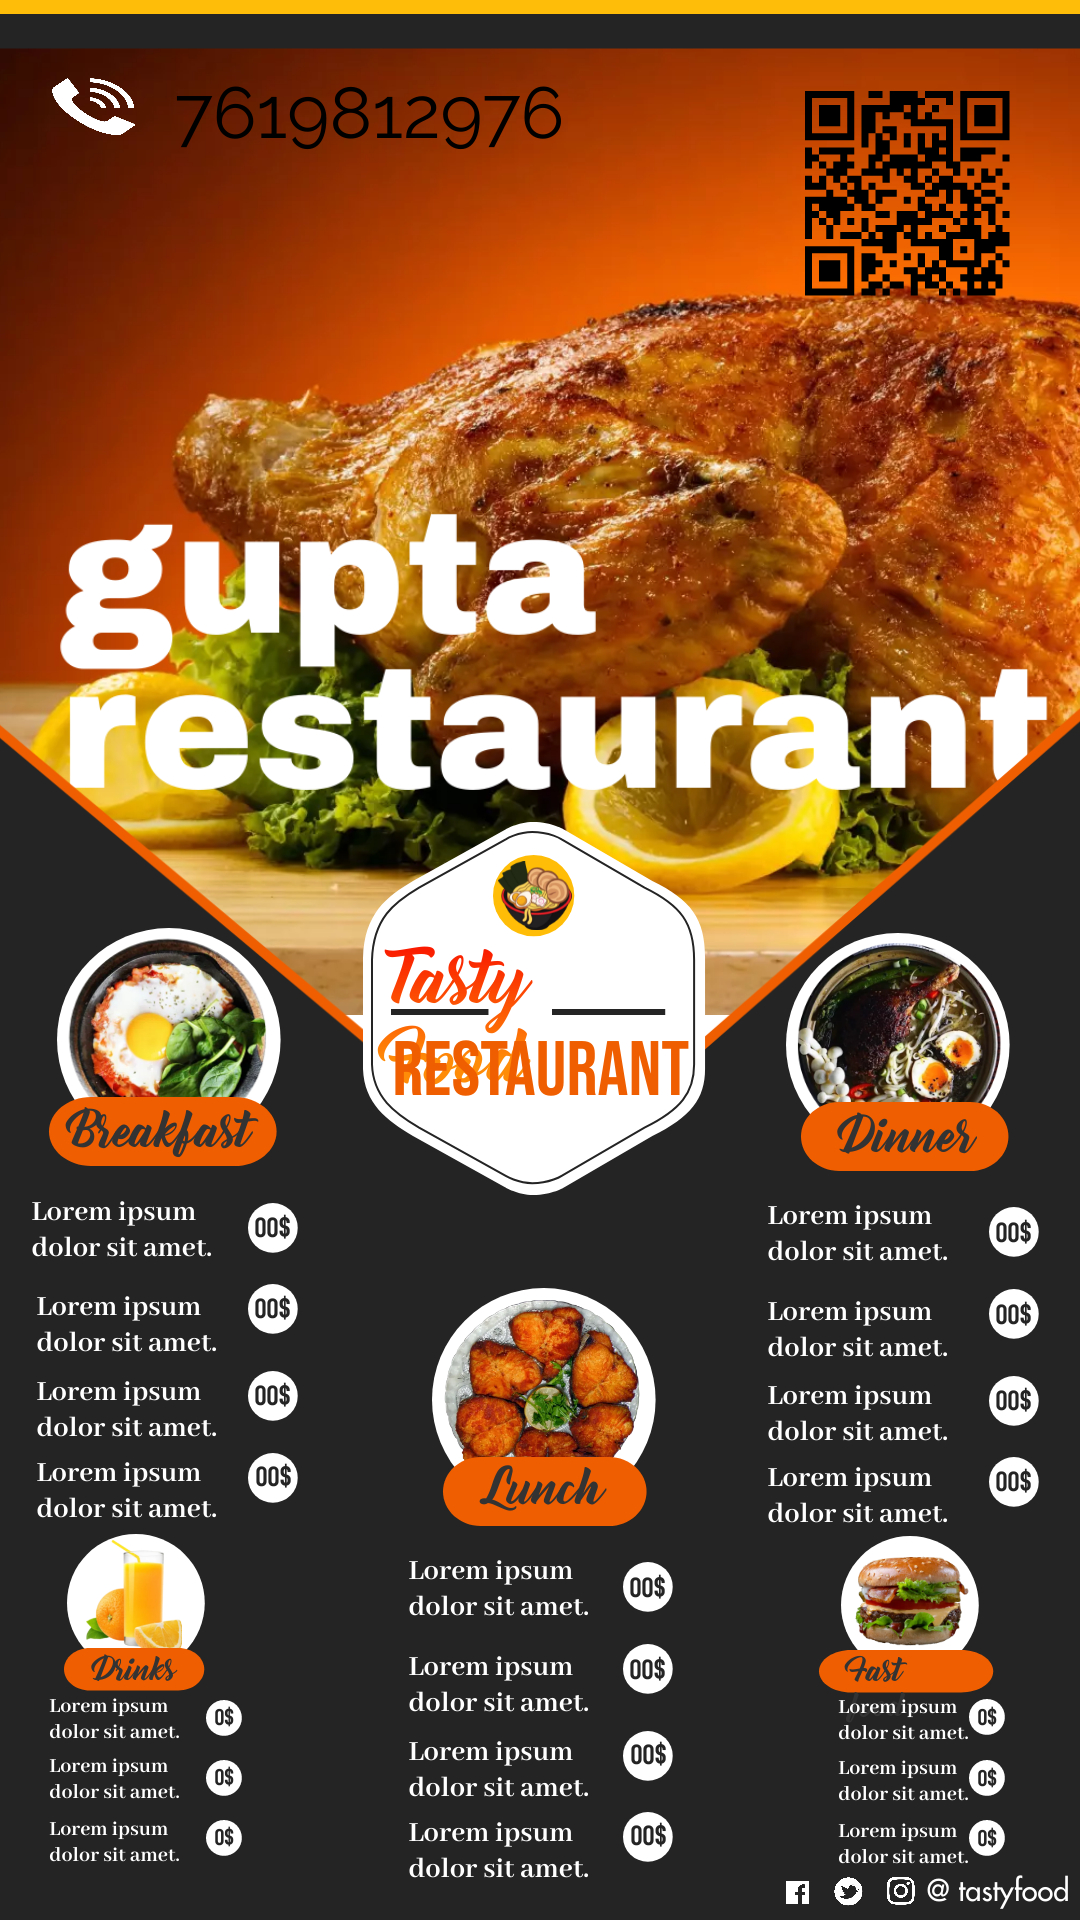 7619812976
gupta
restaurant
Tasty
Food
RESTAURANT
Breakfast
Lorem ipsum
dolor sit amet.
00$
Lorem ipsum
dolor sit amet.
00$
Lorem ipsum
dolor sit amet.
00$
Lorem ipsum
dolor sit amet.
00$
Dinner
Lorem ipsum
dolor sit amet.
00$
Lorem ipsum
dolor sit amet.
00$
Lorem ipsum
dolor sit amet.
00$
Lorem ipsum
dolor sit amet.
00$
Lunch
Lorem ipsum
dolor sit amet.
00$
Lorem ipsum
dolor sit amet.
00$
Lorem ipsum
dolor sit amet.
00$
Lorem ipsum
dolor sit amet.
00$
Drinks
Lorem ipsum
dolor sit amet.
0$
Lorem ipsum
dolor sit amet.
0$
Lorem ipsum
dolor sit amet.
0$
Fast
Lorem ipsum
dolor sit amet.
0$
Lorem ipsum
dolor sit amet.
0$
Lorem ipsum
dolor sit amet.
0$
@ tastyfood